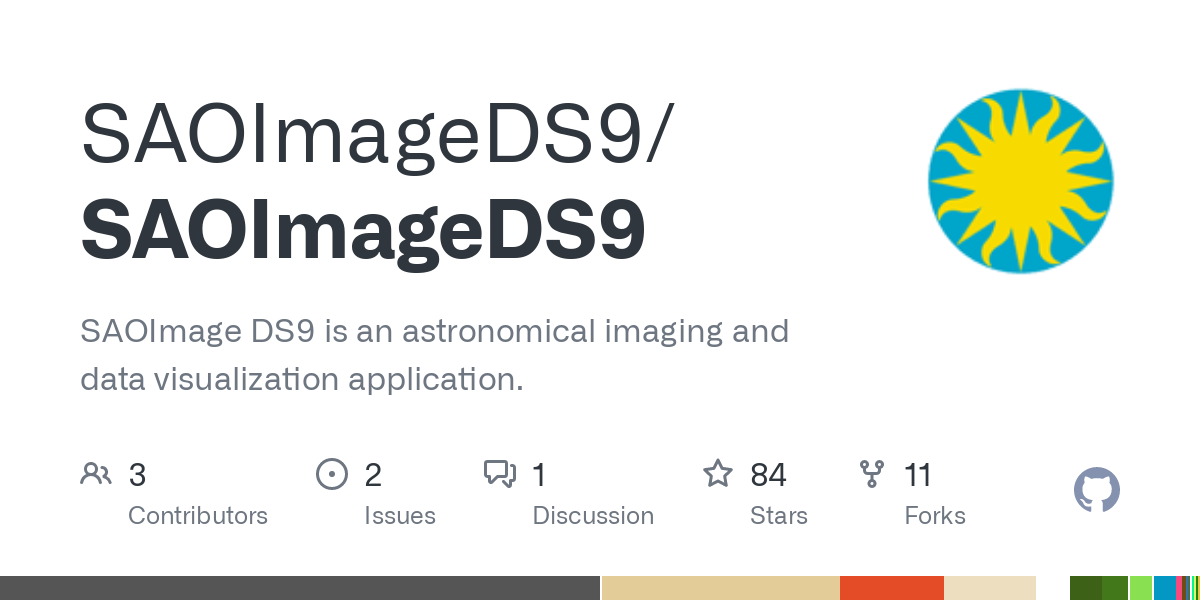 SAOImageDS9/
SAOImageDS9
SAOImage DS9 is an astronomical imaging and
data visualization application.
3 2 1 84 11
Contributors Issues Discussion Stars Forks